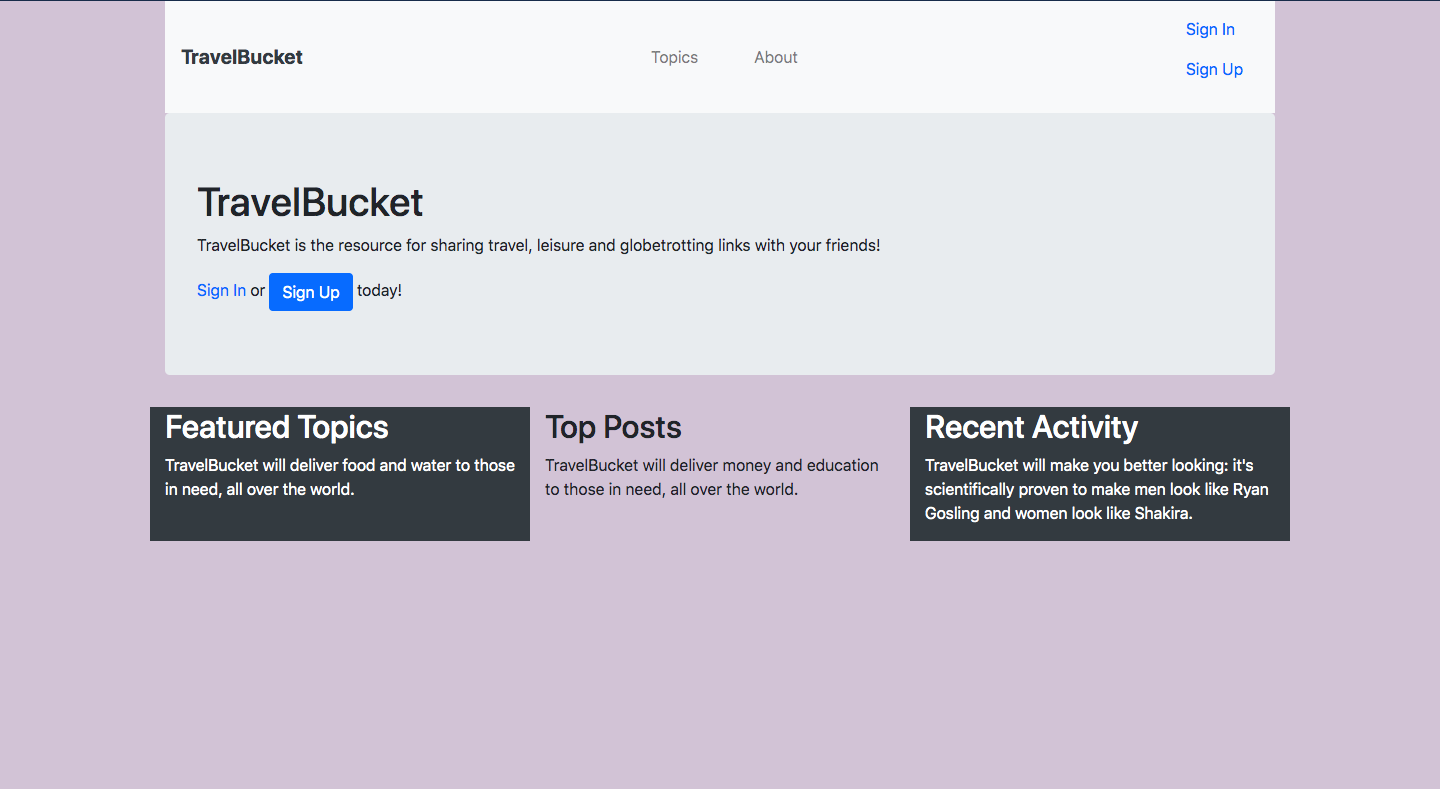 TravelBucket
Topics
About
Sign In
Sign Up
TravelBucket
TravelBucket is the resource for sharing travel, leisure and globetrotting links with your friends!
Sign In or Sign Up today!
Featured Topics
TravelBucket will deliver food and water to those
in need, all over the world.
Top Posts
TravelBucket will deliver money and education
to those in need, all over the world.
Recent Activity
TravelBucket will make you better looking: it's
scientifically proven to make men look like Ryan
Gosling and women look like Shakira.